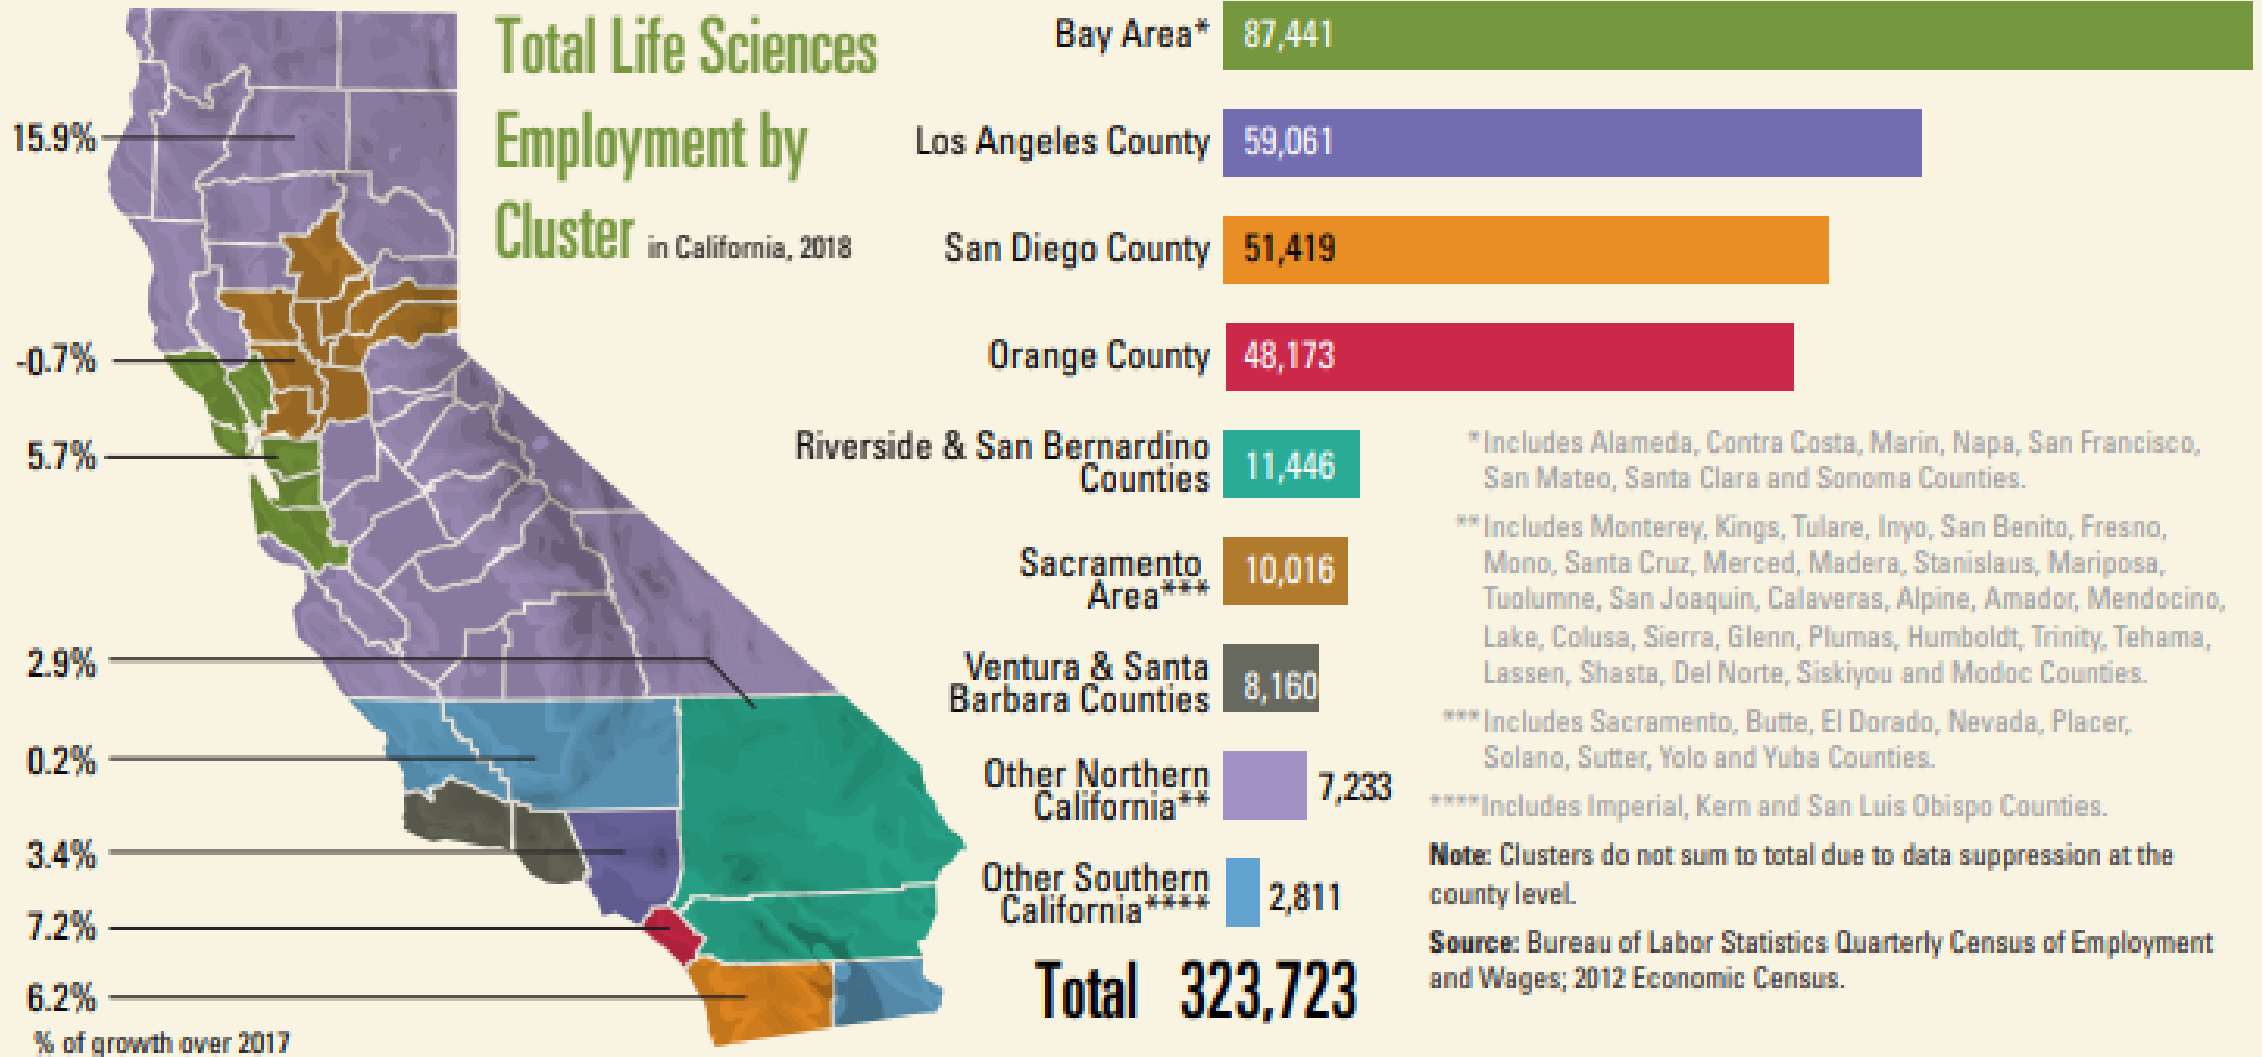 Total Life Sciences
Employment by
Cluster in California, 2018
15.9%
-0.7%
5.7%
2.9%
0.2%
3.4%
7.2%
6.2%
% of growth over 2017
Bay Area* 87,441
Los Angeles County 59,061
San Diego County 51,419
Orange County 48,173
Riverside & San Bernardino
Counties 11,446
Sacramento
Area*** 10,016
Ventura & Santa
Barbara Counties 8,160
Other Northern
California** 7,233
Other Southern
California**** 2,811
Total 323,723
*Includes Alameda, Contra Costa, Marin, Napa, San Francisco,
San Mateo, Santa Clara and Sonoma Counties.
**Includes Monterey, Kings, Tulare, Inyo, San Benito, Fresno,
Mono, Santa Cruz, Merced, Madera, Stanislaus, Mariposa,
Tuolumne, San Joaquin, Calaveras, Alpine, Amador, Mendocino,
Lake, Colusa, Sierra, Glenn, Plumas, Humboldt, Trinity, Tehama,
Lassen, Shasta, Del Norte, Siskiyou and Modoc Counties.
***Includes Sacramento, Butte, El Dorado, Nevada, Placer,
Solano, Sutter, Yolo and Yuba Counties.
****Includes Imperial, Kern and San Luis Obispo Counties.
Note: Clusters do not sum to total due to data suppression at the
county level.
Source: Bureau of Labor Statistics Quarterly Census of Employment
and Wages; 2012 Economic Census.